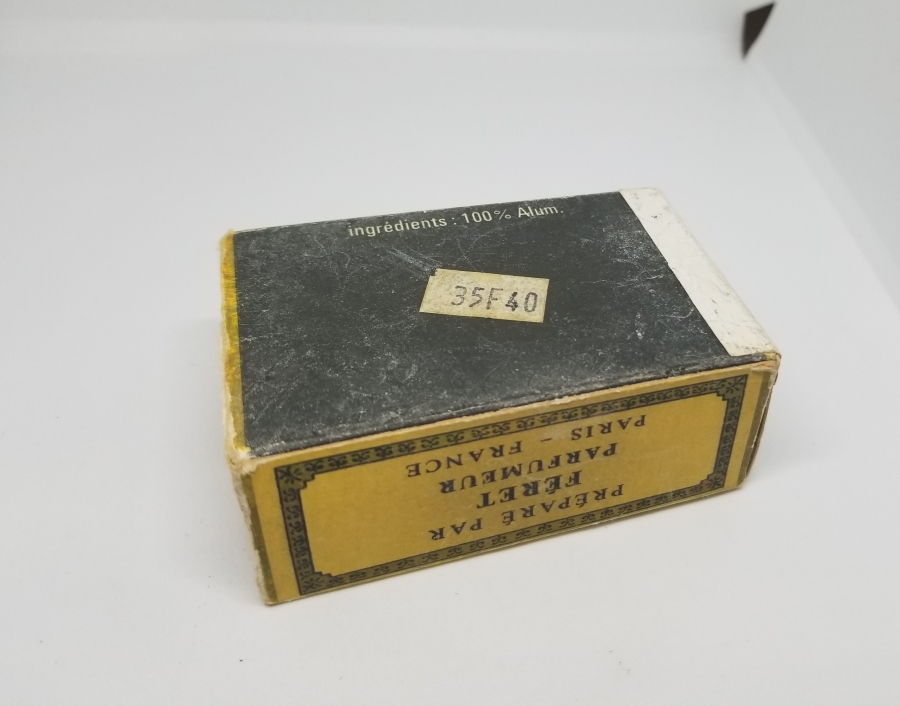 ingrédients : 100% Alum.
35F40
PRÉPARÉ PAR
FÉRET
PARFUMEUR
PARIS – FRANCE